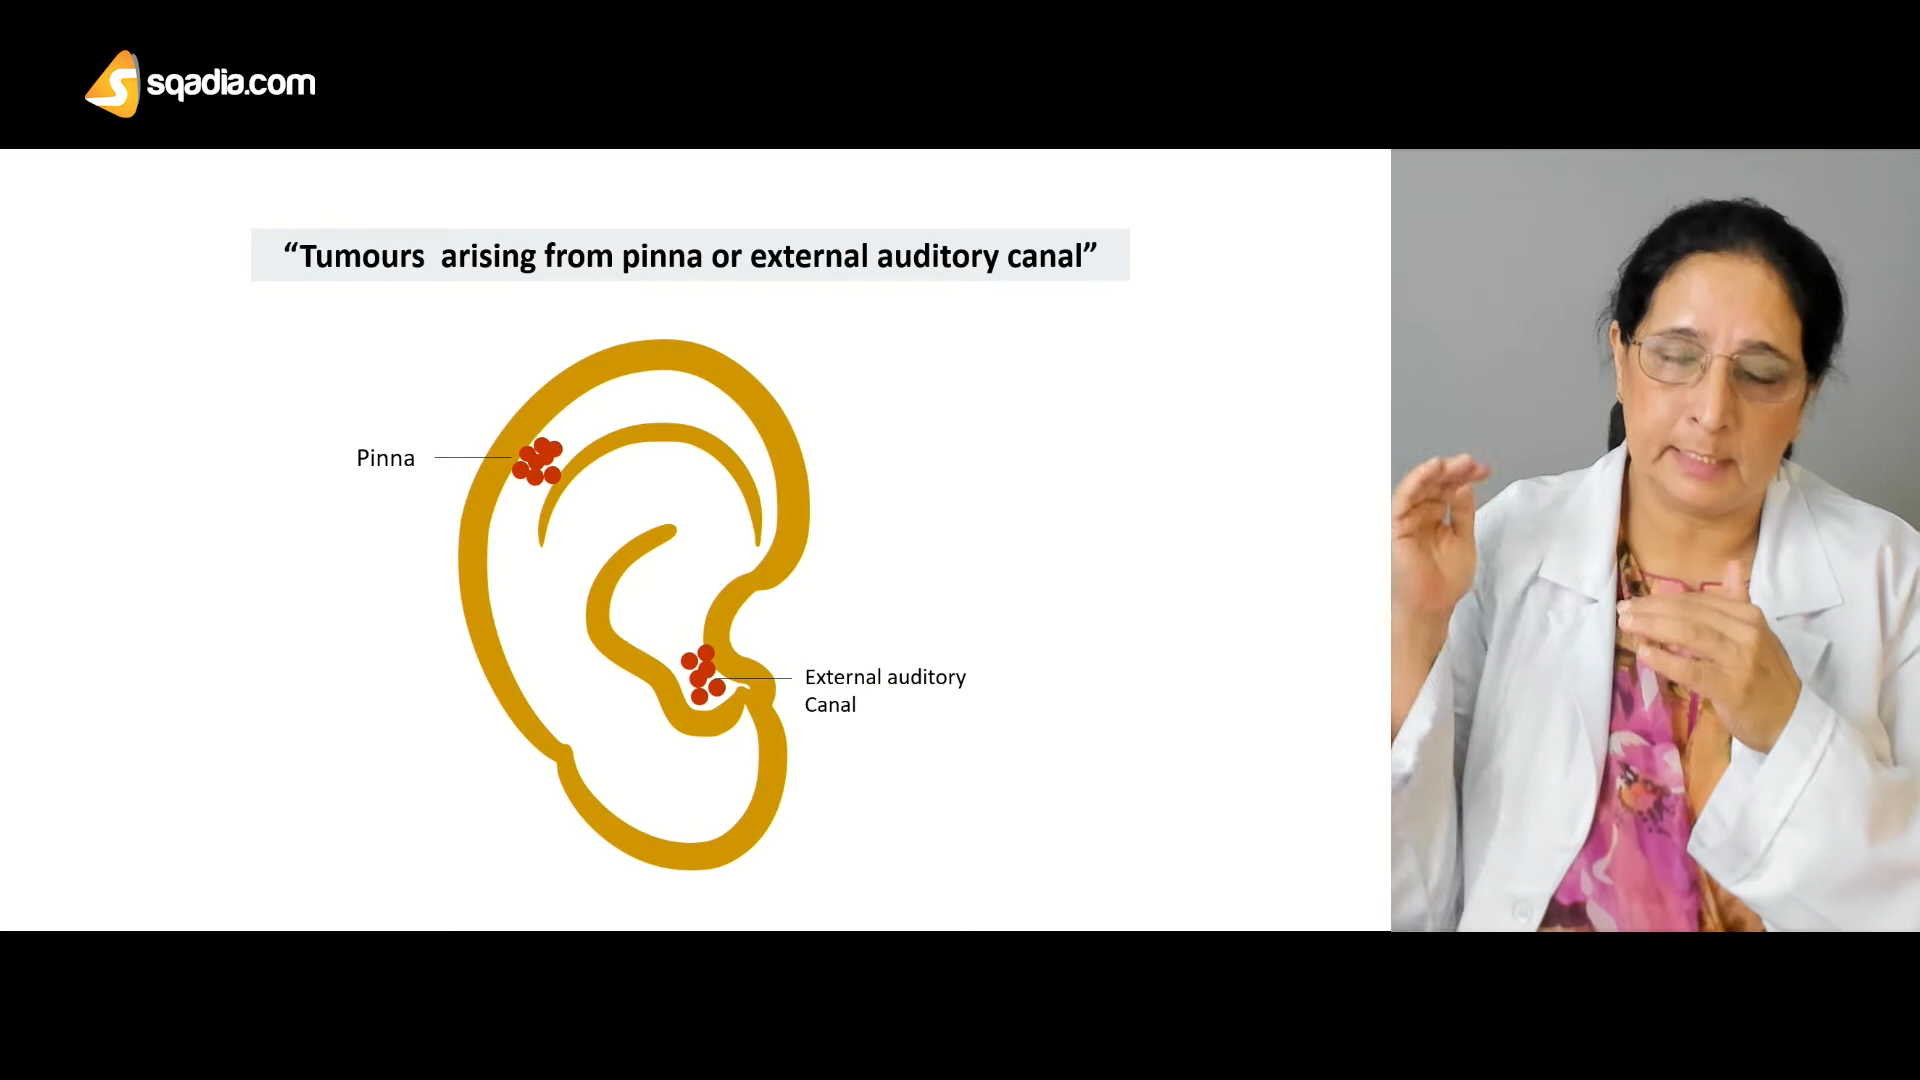 sqadia.com
“Tumours  arising from pinna or external auditory canal”
Pinna
External auditory
Canal